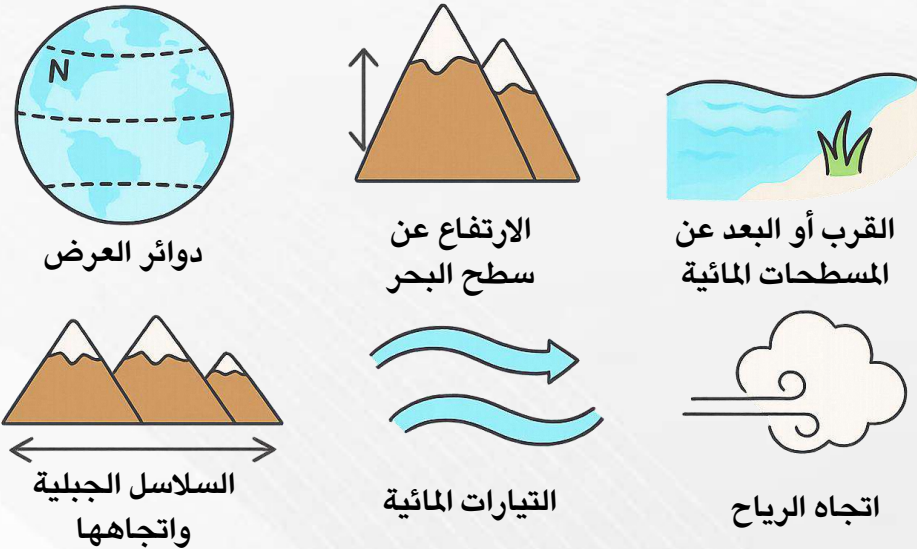 N
القرب أو البعد عن
المسطحات المائية
الارتفاع عن
سطح البحر
دوائر العرض
اتجاه الرياح
التيارات المائية
السلاسل الجبلية
واتجاهها